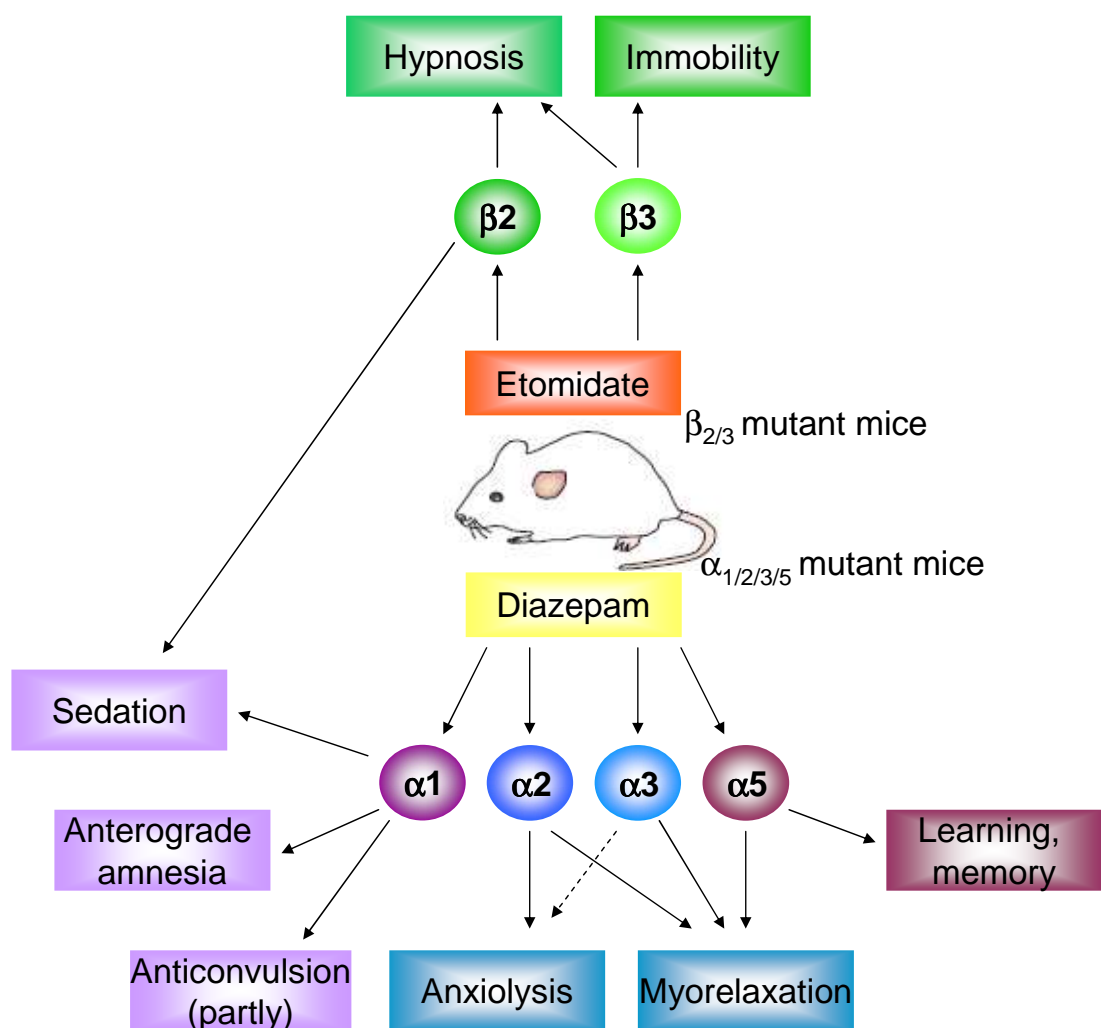 Hypnosis
Immobility
β2
β3
Etomidate
β2/3 mutant mice
α1/2/3/5 mutant mice
Diazepam
Sedation
α1
α2
α3
α5
Anterograde
amnesia
Learning,
memory
Anticonvulsion
(partly)
Anxiolysis
Myorelaxation